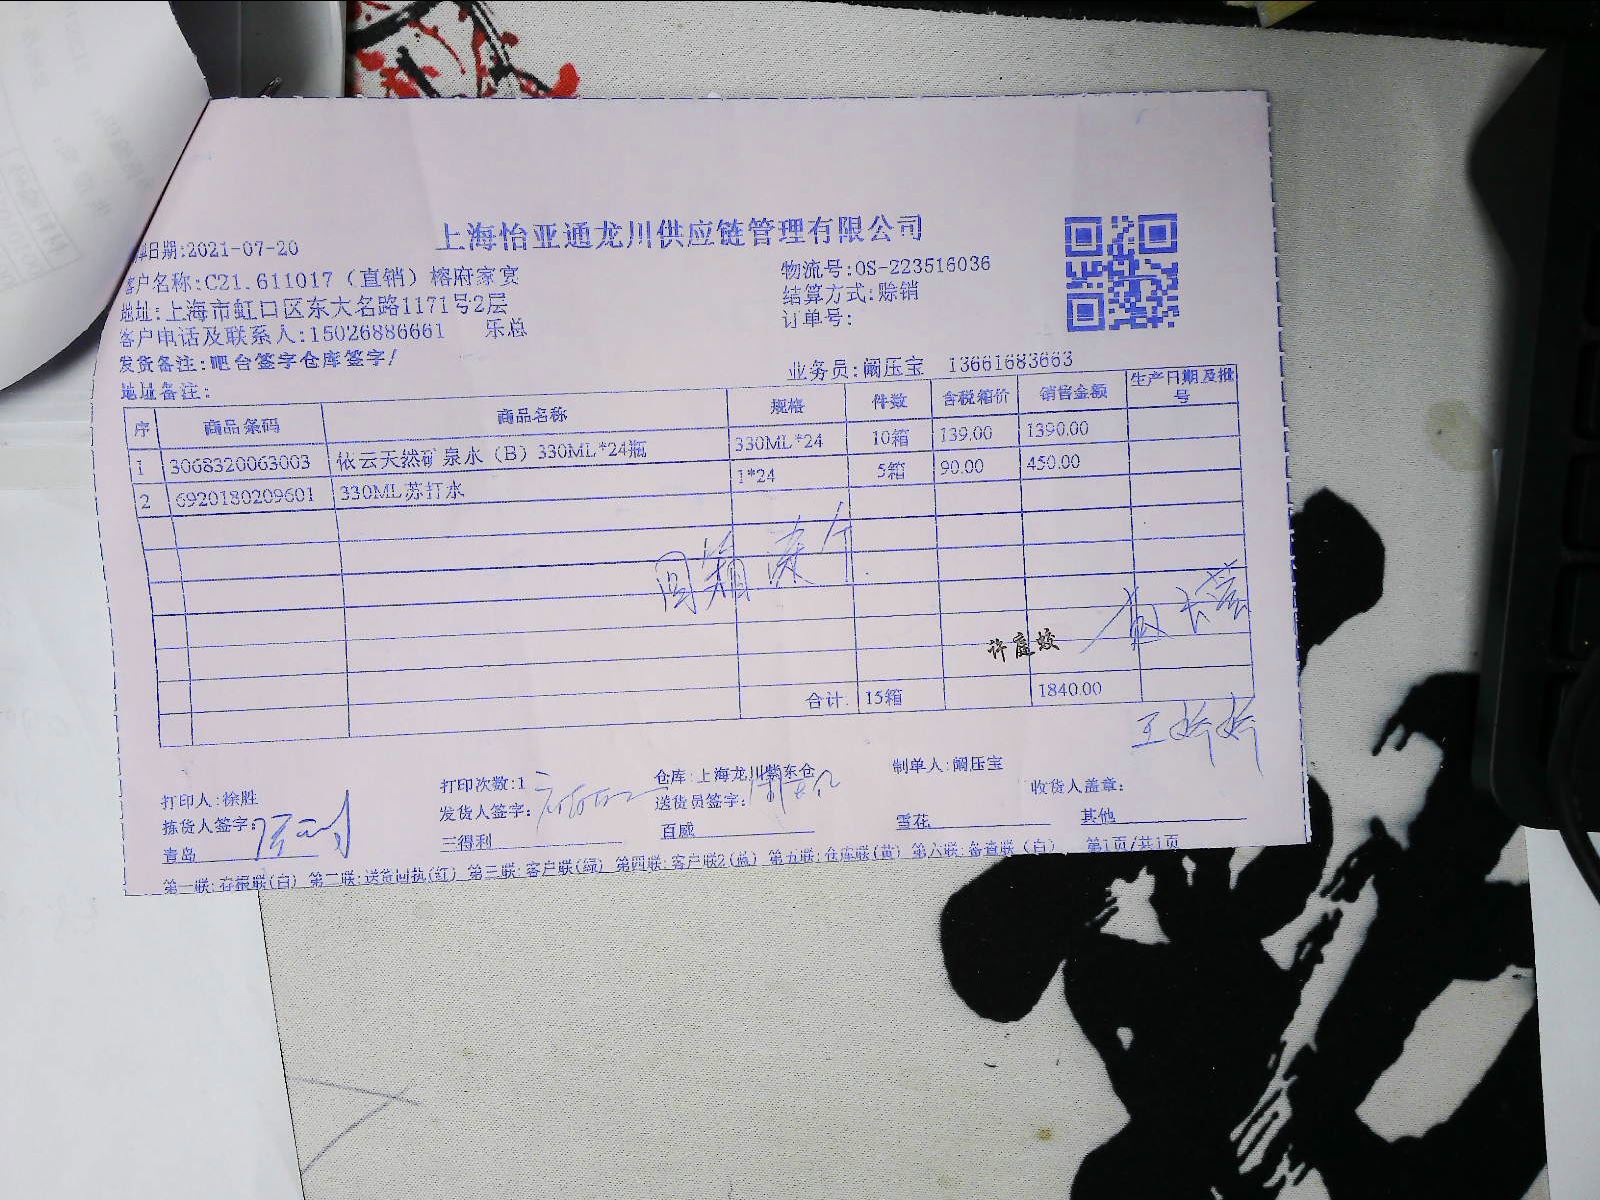 上海怡亚通龙川供应链管理有限公司
日期:2021-07-20
客户名称:C21.611017（直销）榕府家宴
物流号:OS-223516036
地址:上海市虹口区东大名路1171号2层
结算方式:赊销
客户电话及联系人:15026886661 乐总
订单号:
发货备注:吧台签字仓库签字!
业务员:阚压宝 13661683663
地址备注:
序 商品条码 商品名称 规格 件数 含税箱价 销售金额 生产日期及批号
1 3068320063003 依云天然矿泉水（B）330ML*24瓶 330ML*24 10箱 139.00 1390.00
2 6920180209601 330ML苏打水 1*24 5箱 90.00 450.00
许庭蛟
合计: 15箱 1840.00
王娇娇
打印人:徐胜 打印次数:1 仓库:上海龙川紫东仓 制单人:阚压宝 收货人盖章:
拣货人签字: 发货人签字: 送货员签字:
青岛 三得利 百威 雪花 其他
第一联:存根联(白) 第二联:送货回执(红) 第三联:客户联(绿) 第四联:客户联2(蓝) 第五联:仓库联(黄) 第六联:备查联(白) 第1页/共1页